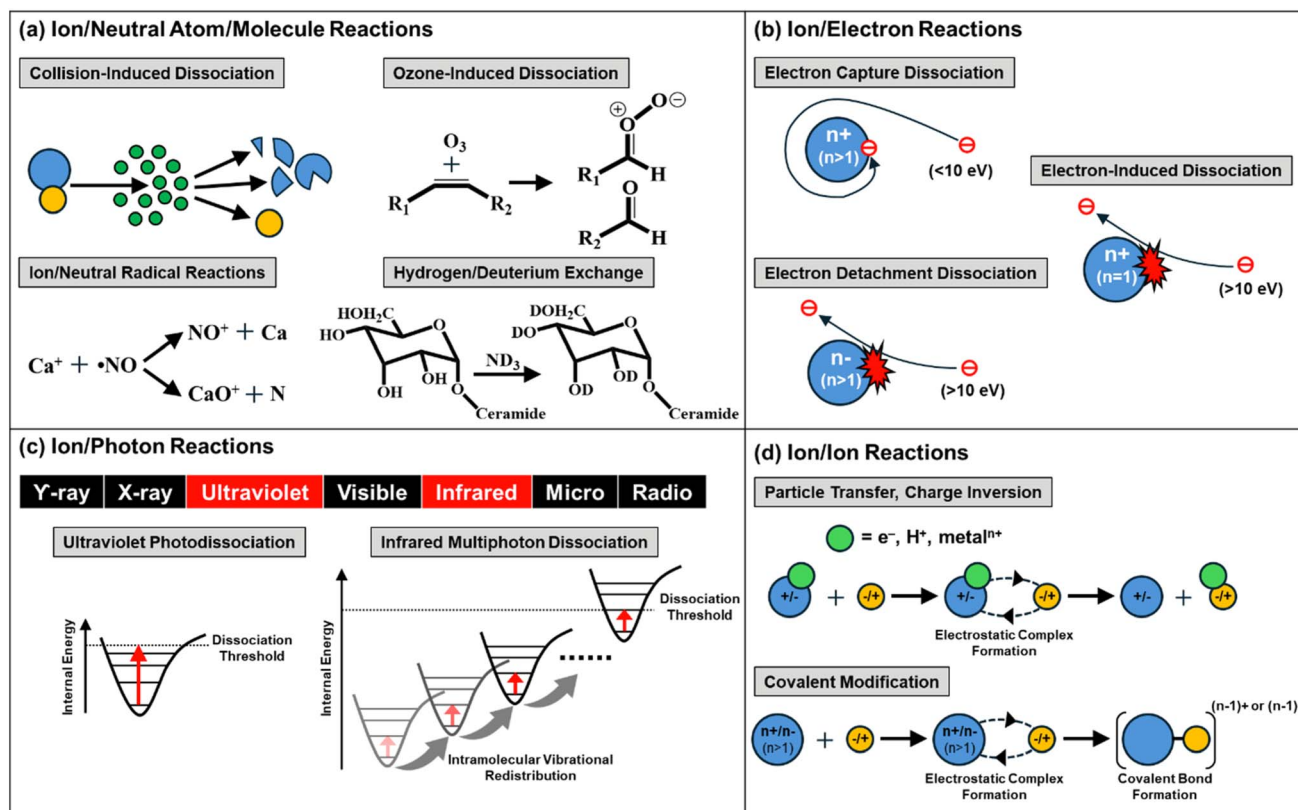 (a) Ion/Neutral Atom/Molecule Reactions
Collision-Induced Dissociation
Ozone-Induced Dissociation
O₃
+
R₁
R₂
⊕
O
O⊖
R₁
H
O
R₂
H
Ion/Neutral Radical Reactions
Ca⁺ + •NO
NO⁺ + Ca
CaO⁺ + N
Hydrogen/Deuterium Exchange
HOH₂C
O
HO
OH
OH
O
Ceramide
ND₃
DOH₂C
O
DO
OD
OD
O
Ceramide
(b) Ion/Electron Reactions
Electron Capture Dissociation
n+
(n>1)
(<10 eV)
Electron-Induced Dissociation
n+
(n=1)
(>10 eV)
Electron Detachment Dissociation
n-
(n>1)
(>10 eV)
(c) Ion/Photon Reactions
ϒ-ray X-ray Ultraviolet Visible Infrared Micro Radio
Ultraviolet Photodissociation
Internal Energy
Dissociation
Threshold
Infrared Multiphoton Dissociation
Internal Energy
Dissociation
Threshold
Intramolecular Vibrational
Redistribution
(d) Ion/Ion Reactions
Particle Transfer, Charge Inversion
= e⁻, H⁺, metalⁿ⁺
+/- + -/+ +/- -/+ +/- + -/+
Electrostatic Complex
Formation
Covalent Modification
n+/n-
(n>1)
+
-/+
n+/n-
(n>1)
-/+
(n-1)+ or (n-1)
Electrostatic Complex
Formation
Covalent Bond
Formation